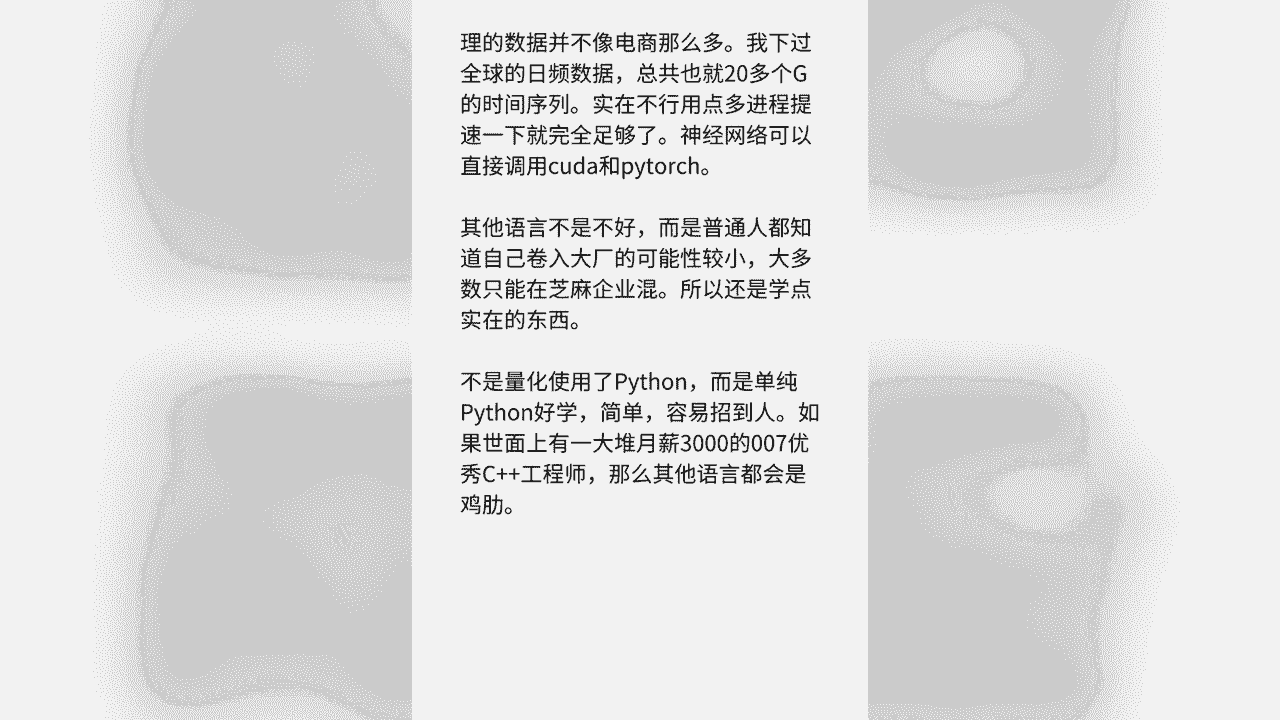 理的数据并不像电商那么多。我下过
全球的日频数据，总共也就20多个G
的时间序列。实在不行用点多进程提
速一下就完全足够了。神经网络可以
直接调用cuda和pytorch。
其他语言不是不好，而是普通人都知
道自己卷入大厂的可能性较小，大多
数只能在芝麻企业混。所以还是学点
实在的东西。
不是量化使用了Python，而是单纯
Python好学，简单，容易招到人。如
果世面上有一大堆月薪3000的007优
秀C++工程师，那么其他语言都会是
鸡肋。